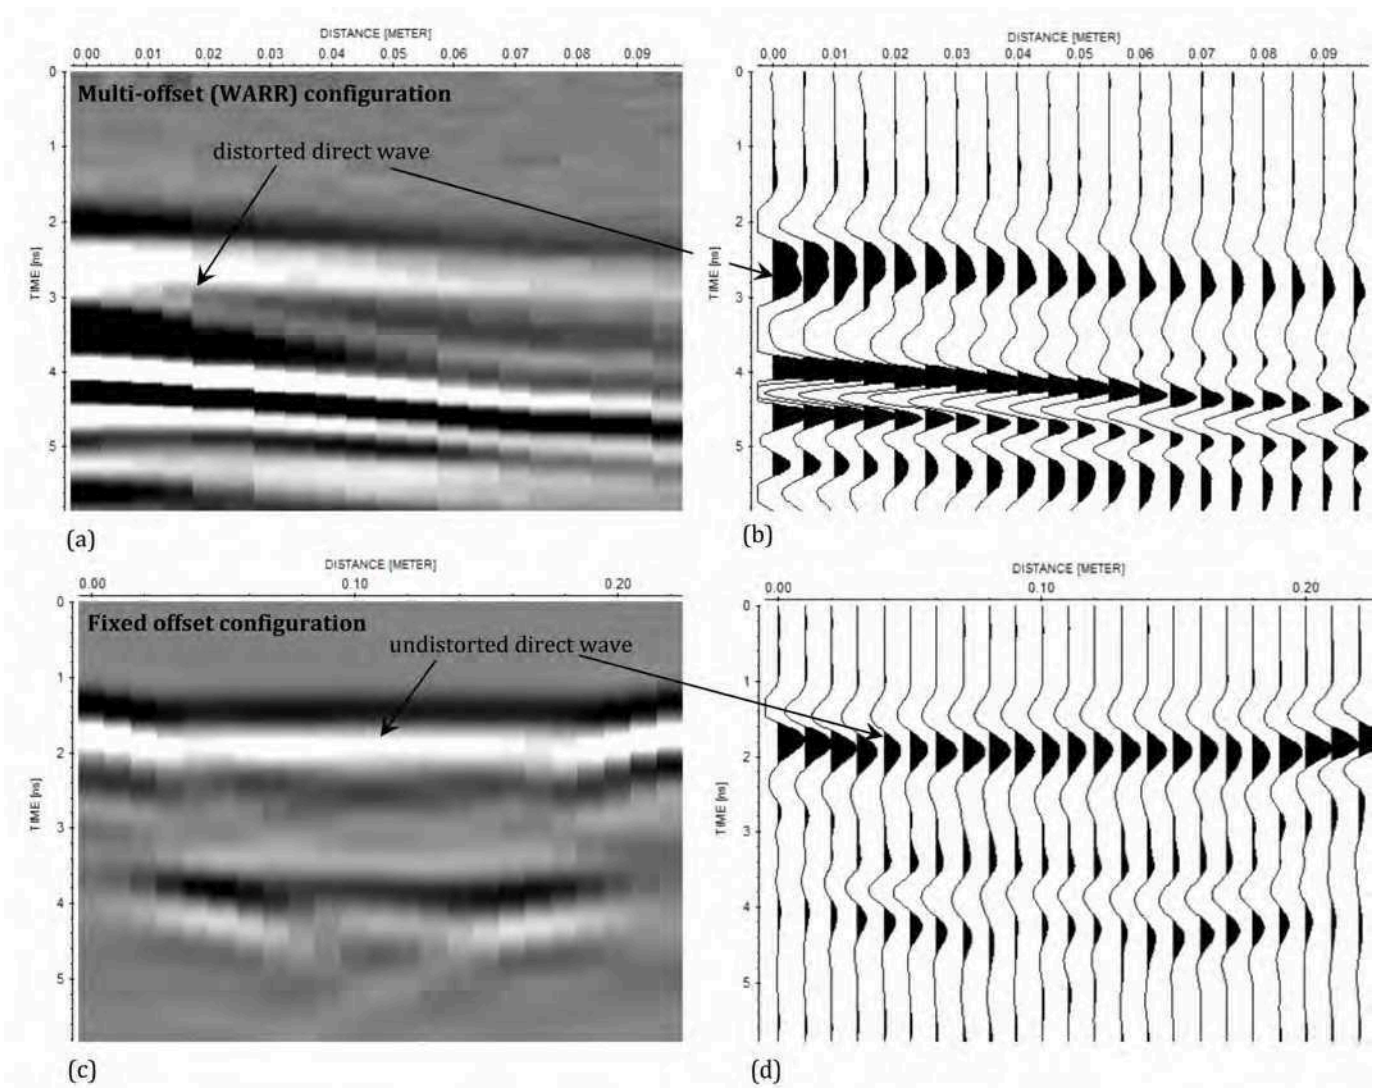 DISTANCE [METER]
0.00 0.01 0.02 0.03 0.04 0.05 0.06 0.07 0.08 0.09
0
Multi-offset (WARR) configuration
1
distorted direct wave
2
TIME [ns]
3
4
5
(a)
DISTANCE [METER]
0.00 0.01 0.02 0.03 0.04 0.05 0.06 0.07 0.08 0.09
0
1
2
TIME [ns]
3
4
5
(b)
DISTANCE [METER]
0.00 0.10 0.20
0
Fixed offset configuration
undistorted direct wave
1
2
TIME [ns]
3
4
5
(c)
DISTANCE [METER]
0.00 0.10 0.20
0
1
2
TIME [ns]
3
4
5
(d)